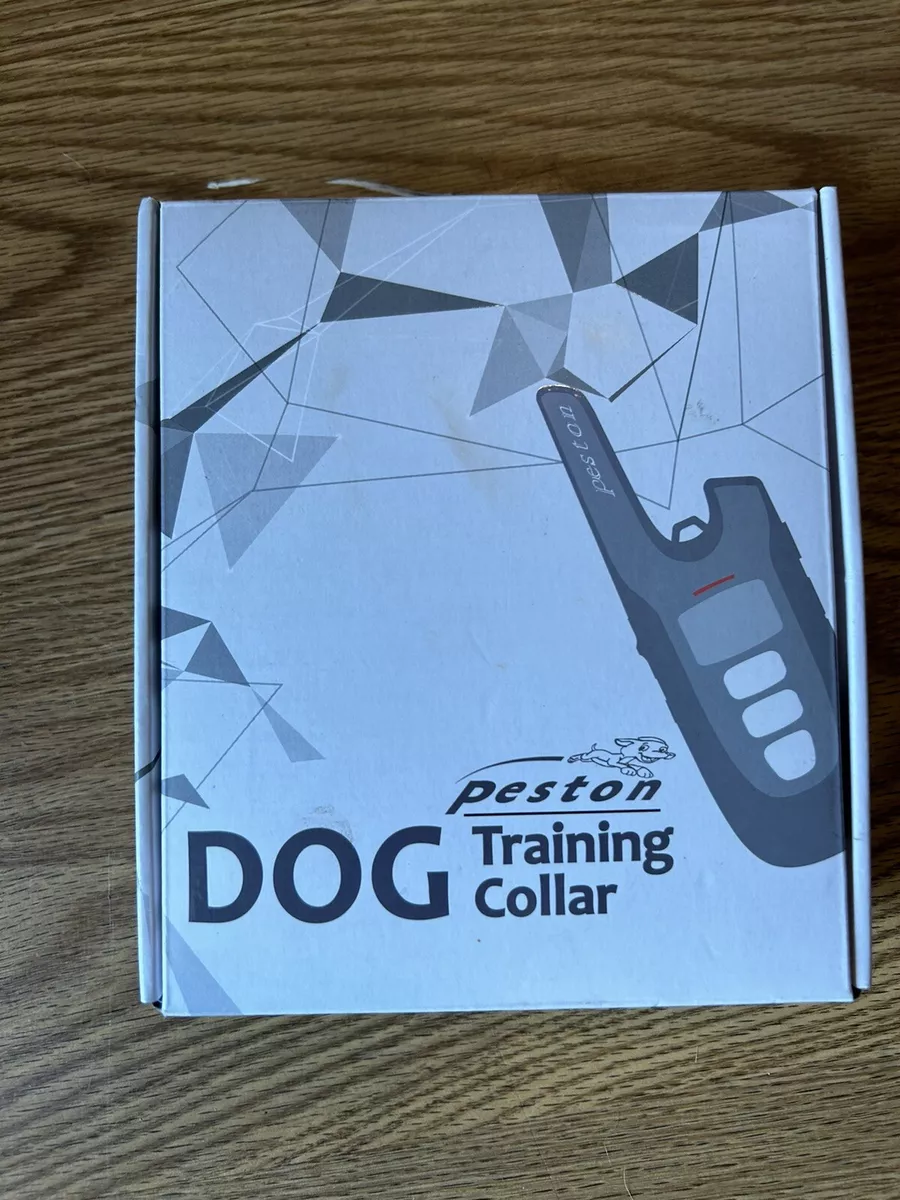 peston
peston
DOG Training
Collar